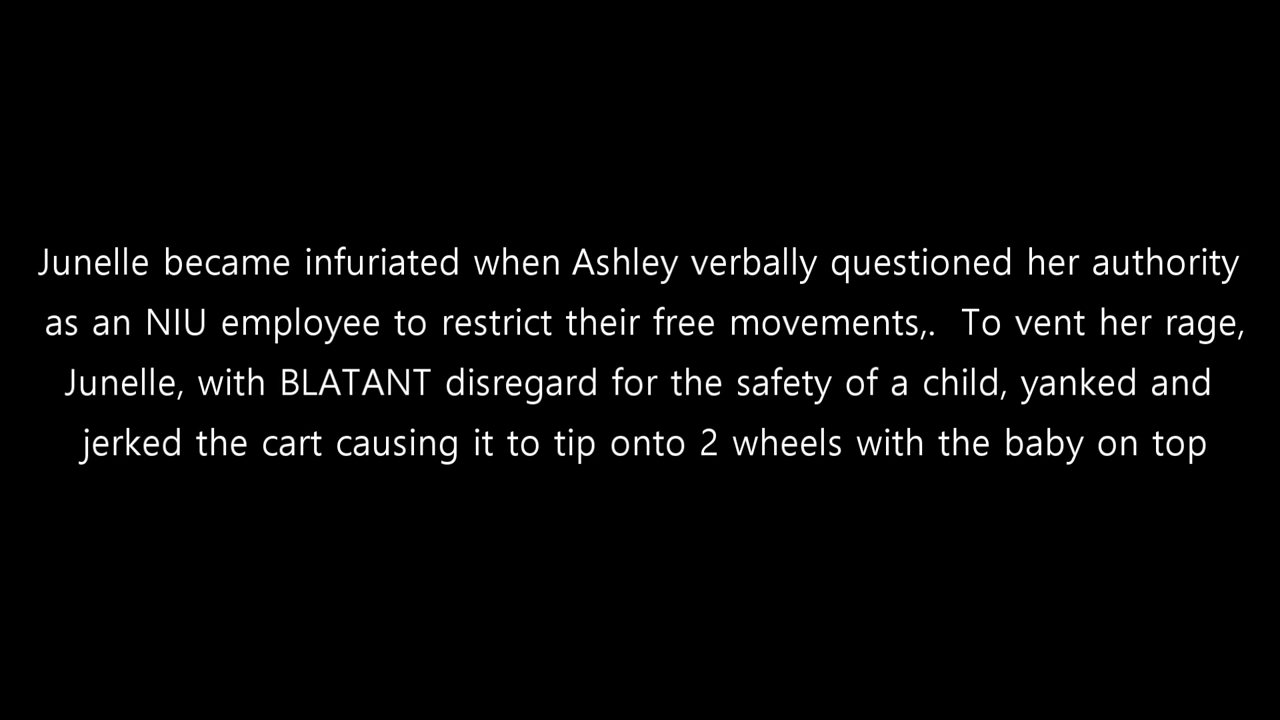 Junelle became infuriated when Ashley verbally questioned her authority
as an NIU employee to restrict their free movements,.  To vent her rage,
Junelle, with BLATANT disregard for the safety of a child, yanked and
jerked the cart causing it to tip onto 2 wheels with the baby on top